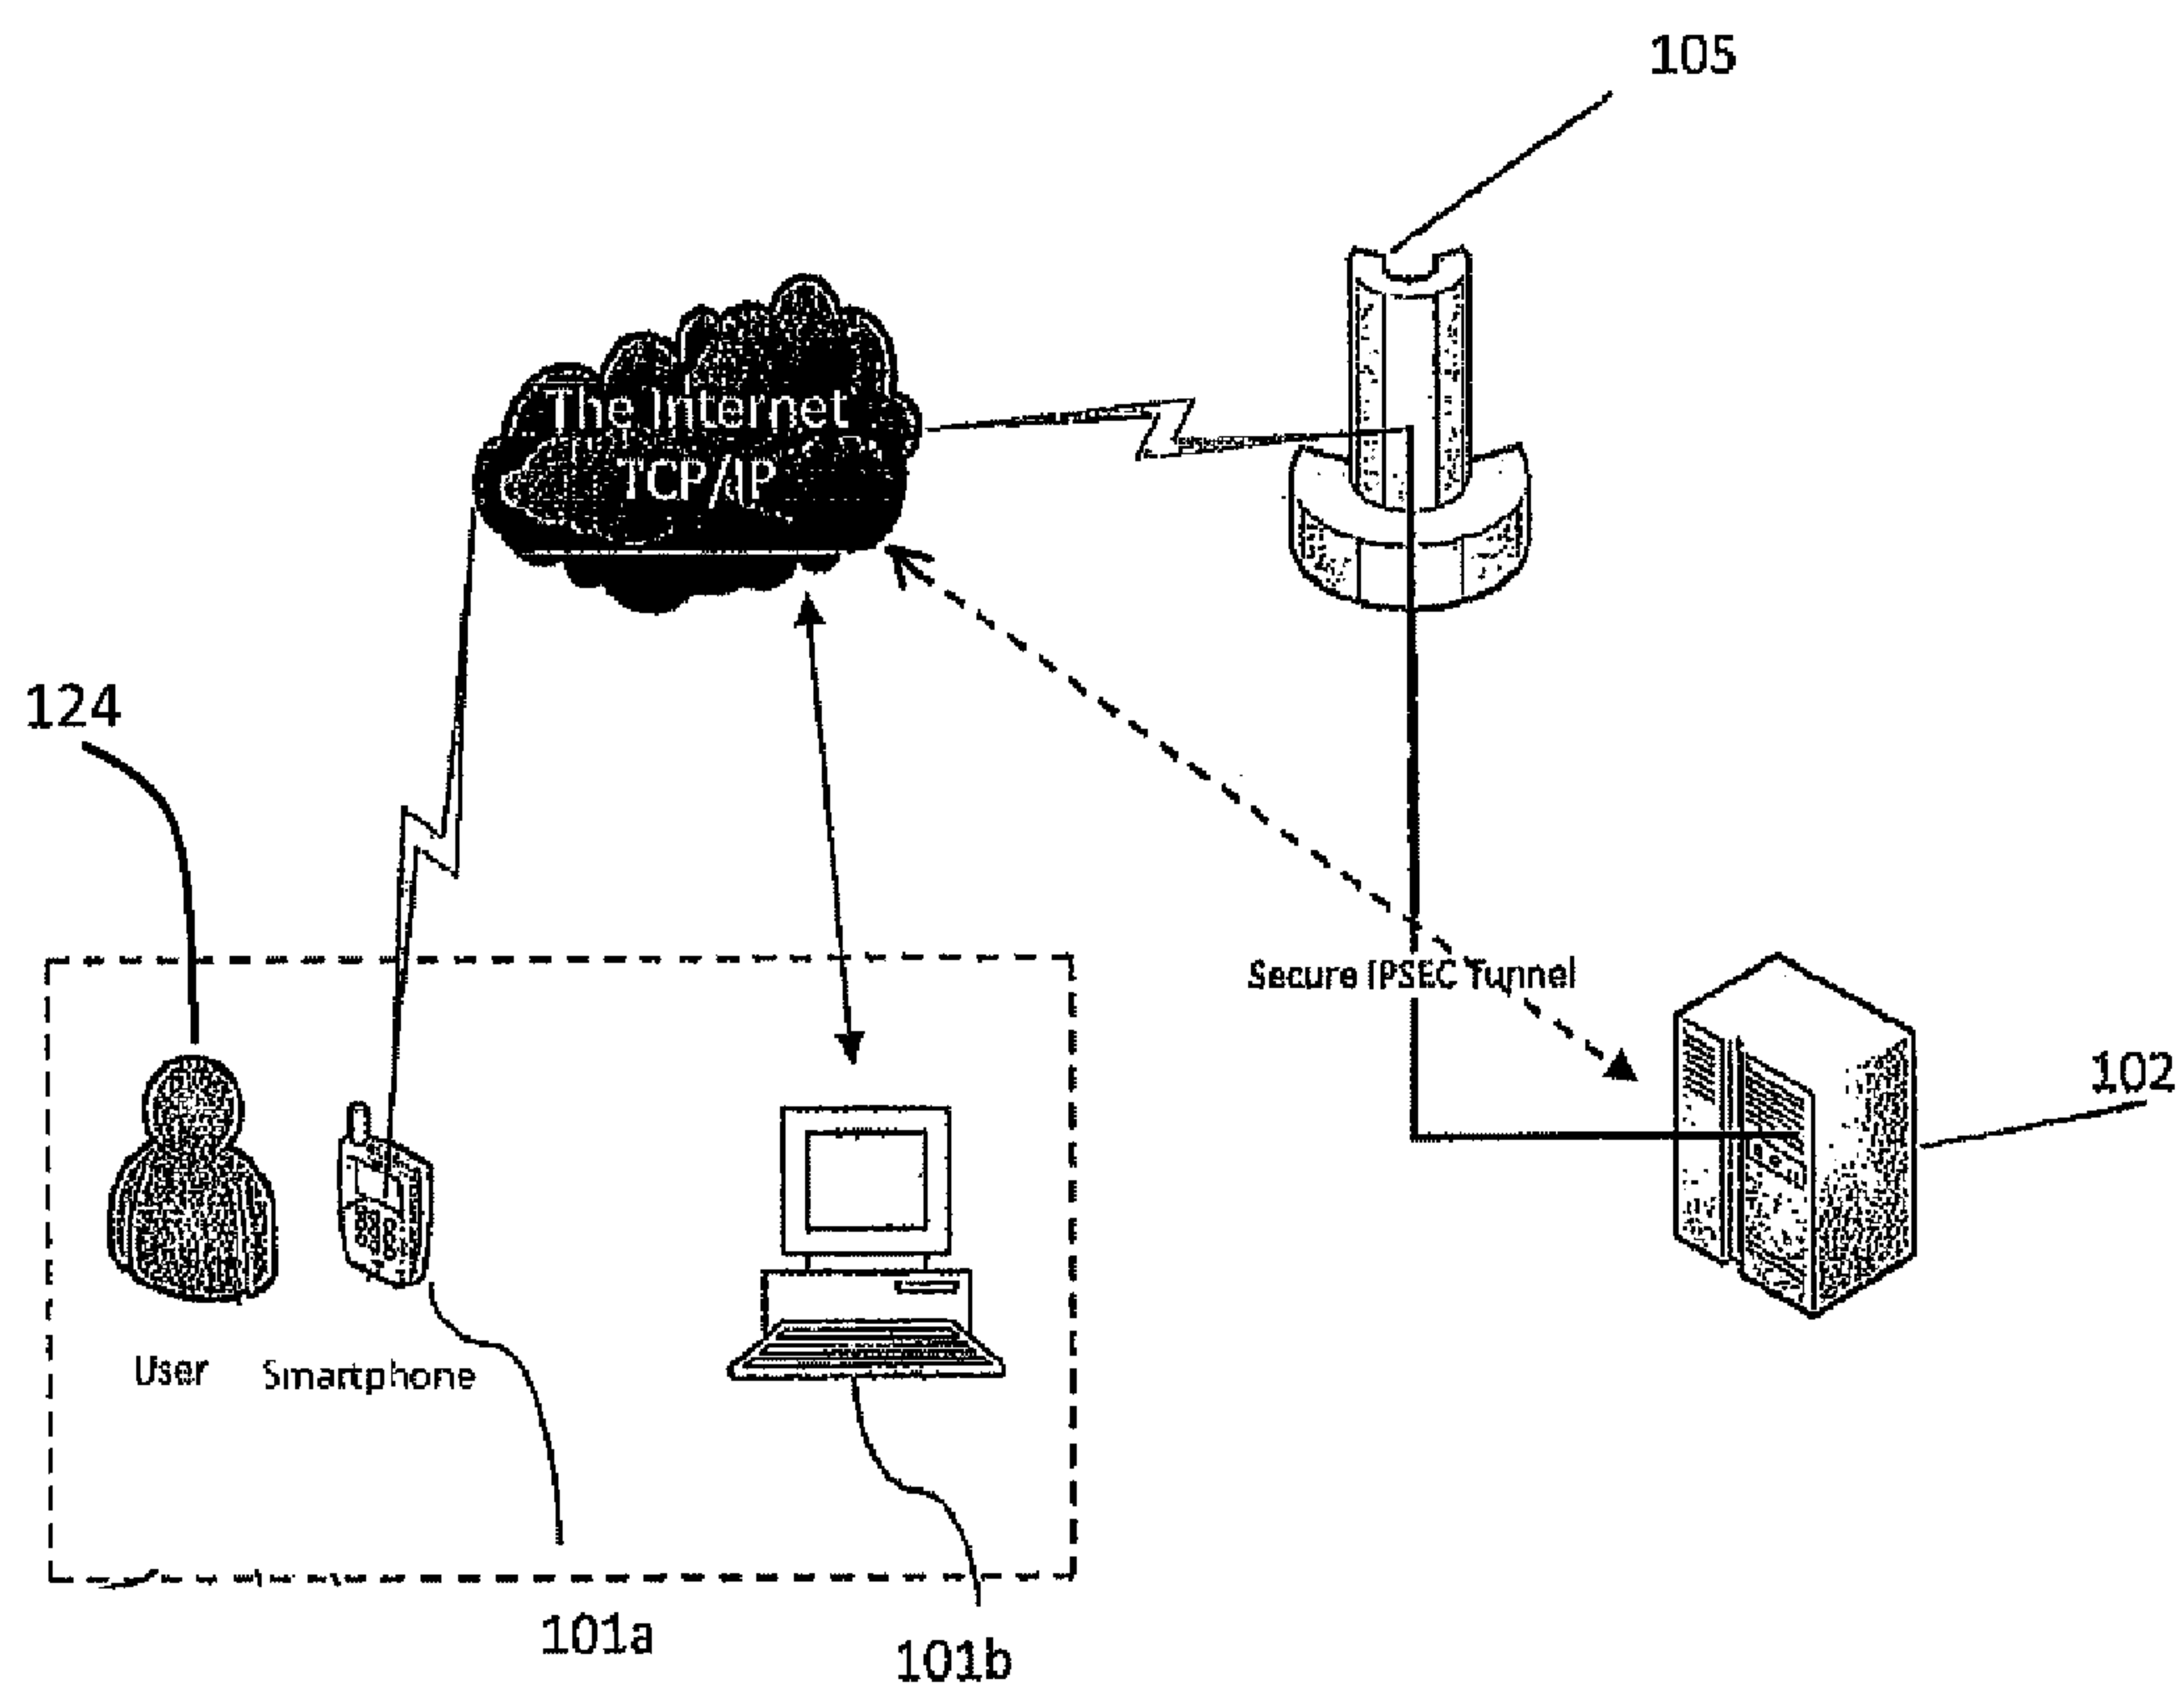 105
The Internet
TCP/IP
124
Secure IPSEC Tunnel
102
User
Smartphone
101a
101b